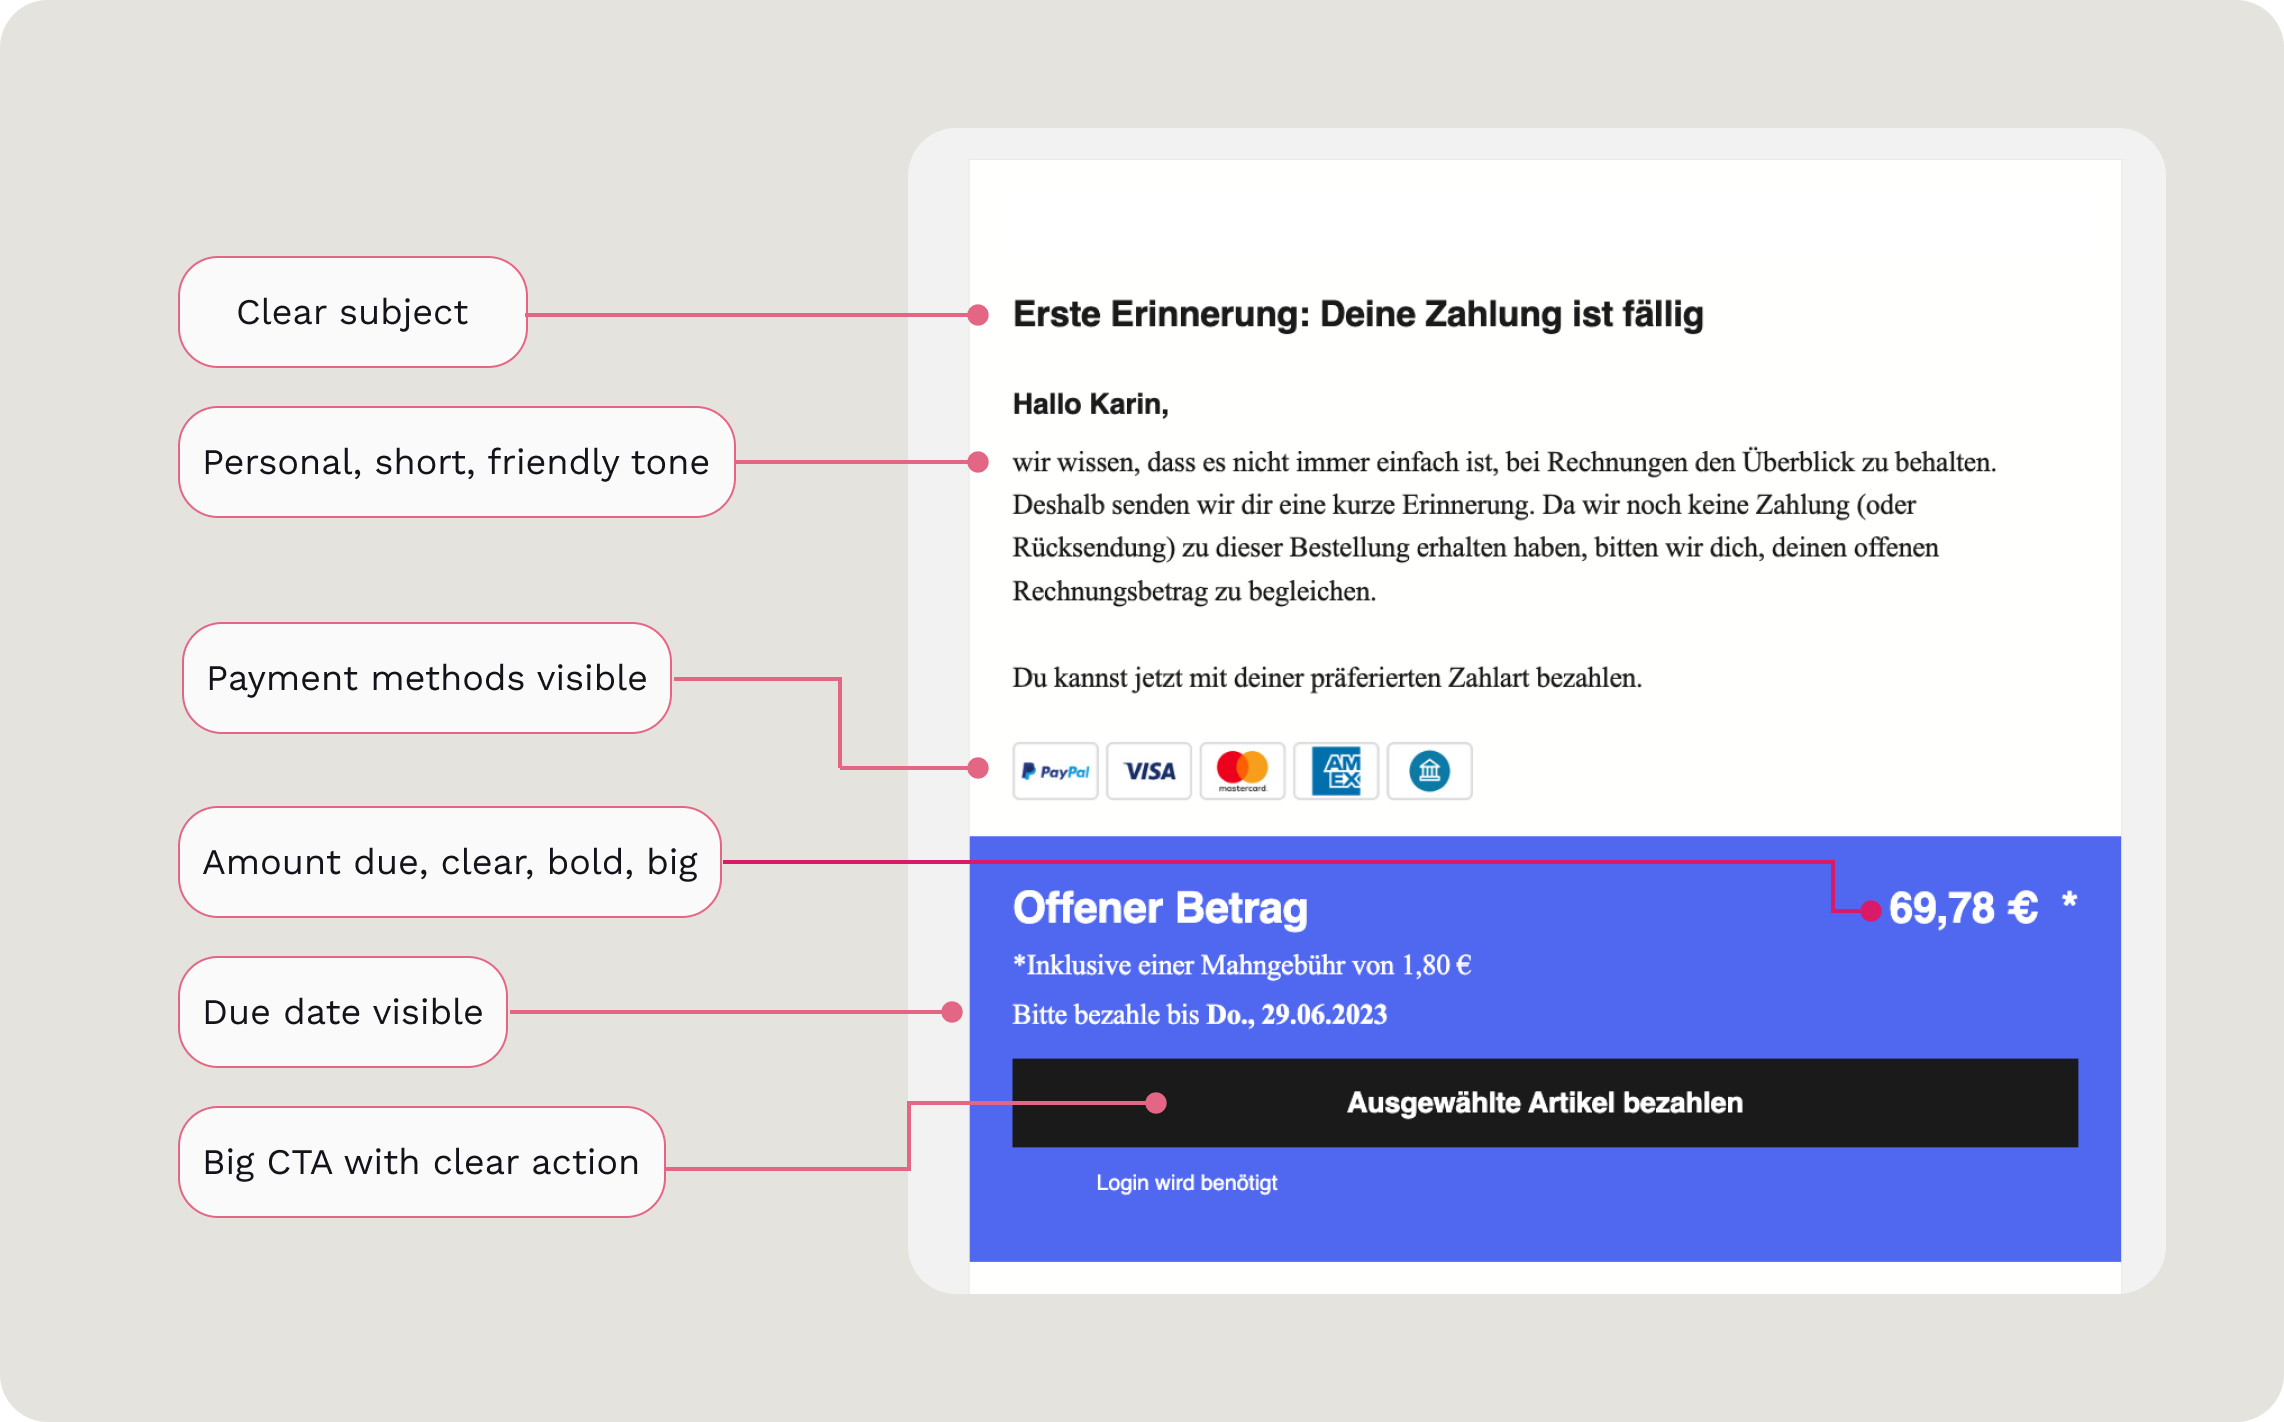 Clear subject
Personal, short, friendly tone
Payment methods visible
Amount due, clear, bold, big
Due date visible
Big CTA with clear action
Erste Erinnerung: Deine Zahlung ist fällig
Hallo Karin,
wir wissen, dass es nicht immer einfach ist, bei Rechnungen den Überblick zu behalten.
Deshalb senden wir dir eine kurze Erinnerung. Da wir noch keine Zahlung (oder
Rücksendung) zu dieser Bestellung erhalten haben, bitten wir dich, deinen offenen
Rechnungsbetrag zu begleichen.
Du kannst jetzt mit deiner präferierten Zahlart bezahlen.
PayPal VISA mastercard AM EX
Offener Betrag 69,78 € *
*Inklusive einer Mahngebühr von 1,80 €
Bitte bezahle bis Do., 29.06.2023
Ausgewählte Artikel bezahlen
Login wird benötigt